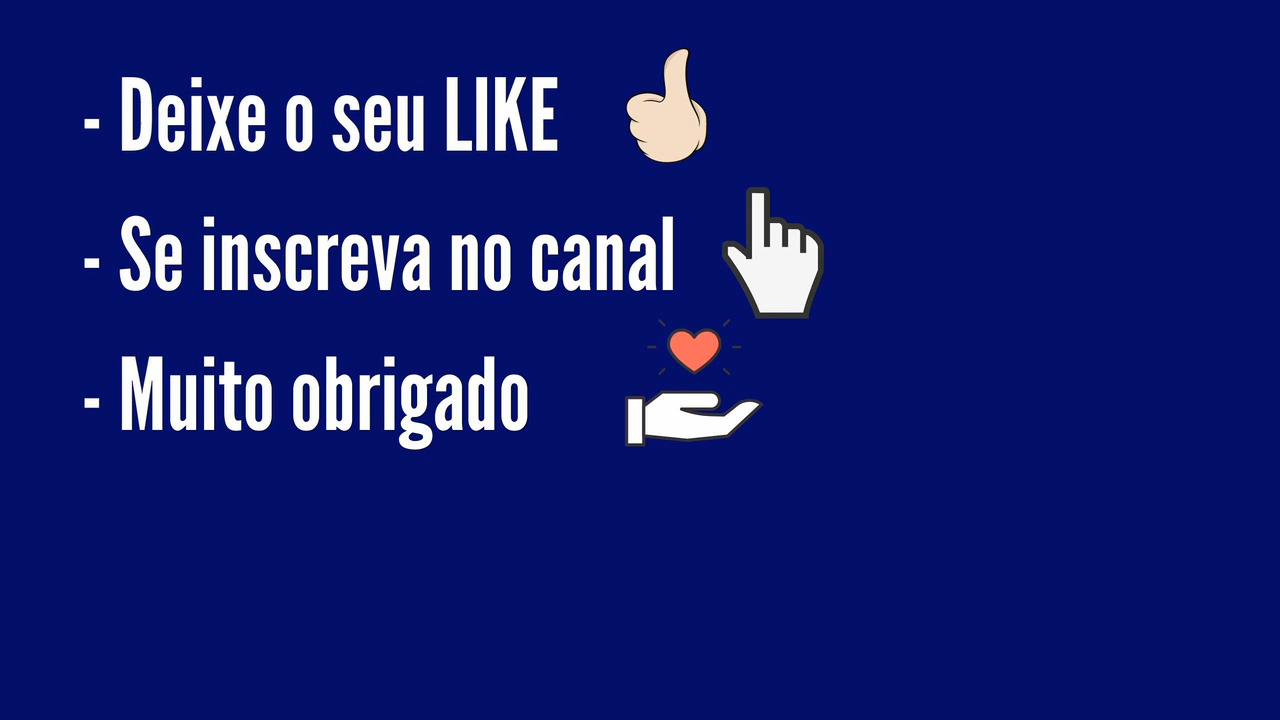 - Deixe o seu LIKE
- Se inscreva no canal
- Muito obrigado